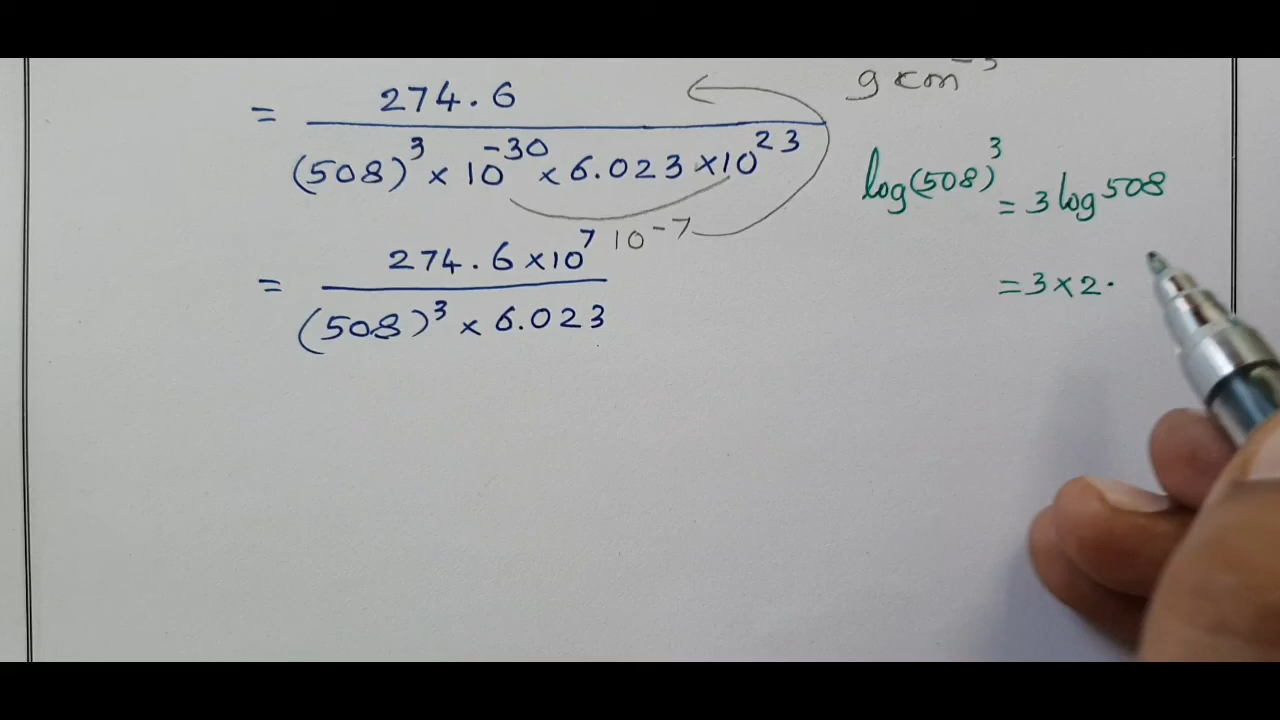 g cm⁻³
= 274.6 / (508)³ × 10⁻³⁰ × 6.023 × 10²³
10⁻⁷
= 274.6 × 10⁷ / (508)³ × 6.023
log(508)³ = 3 log 508
= 3 × 2.